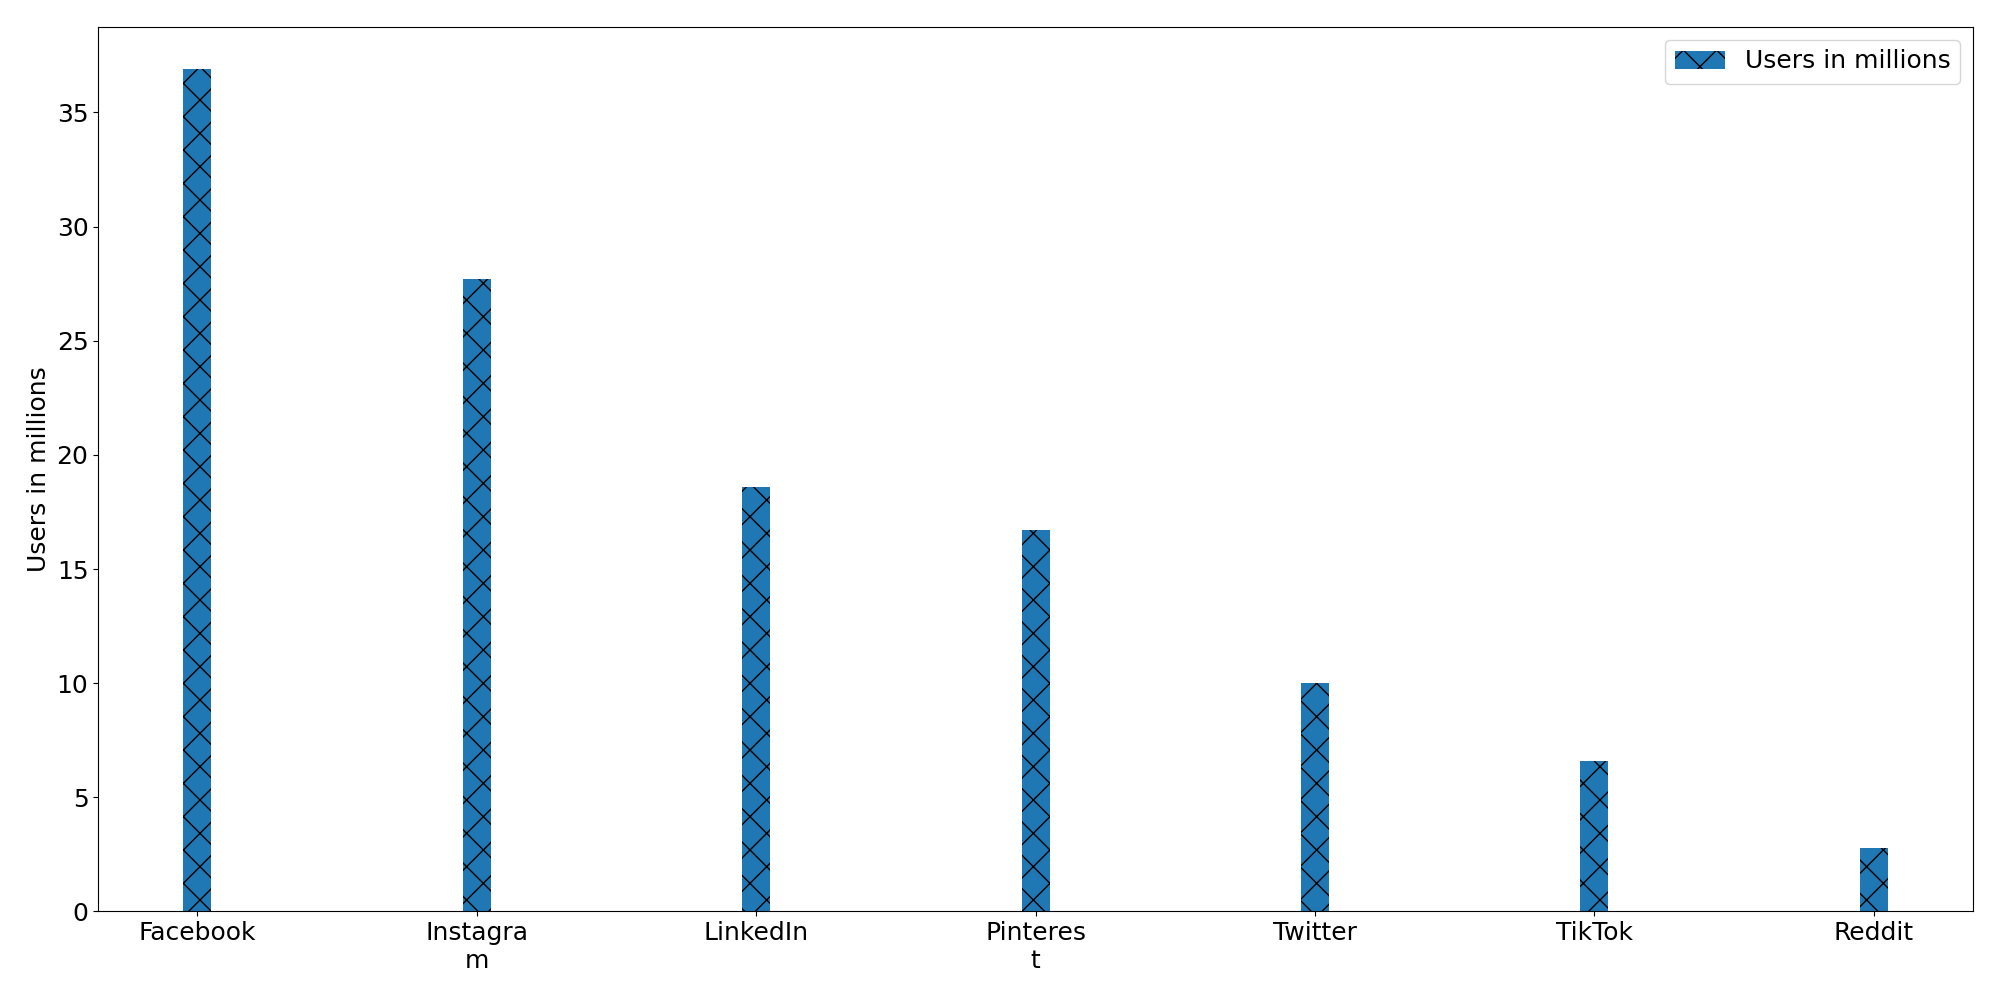 Users in millions
35
30
25
20
15
10
5
0
Users in millions
Facebook
Instagra
m
LinkedIn
Pinteres
t
Twitter
TikTok
Reddit